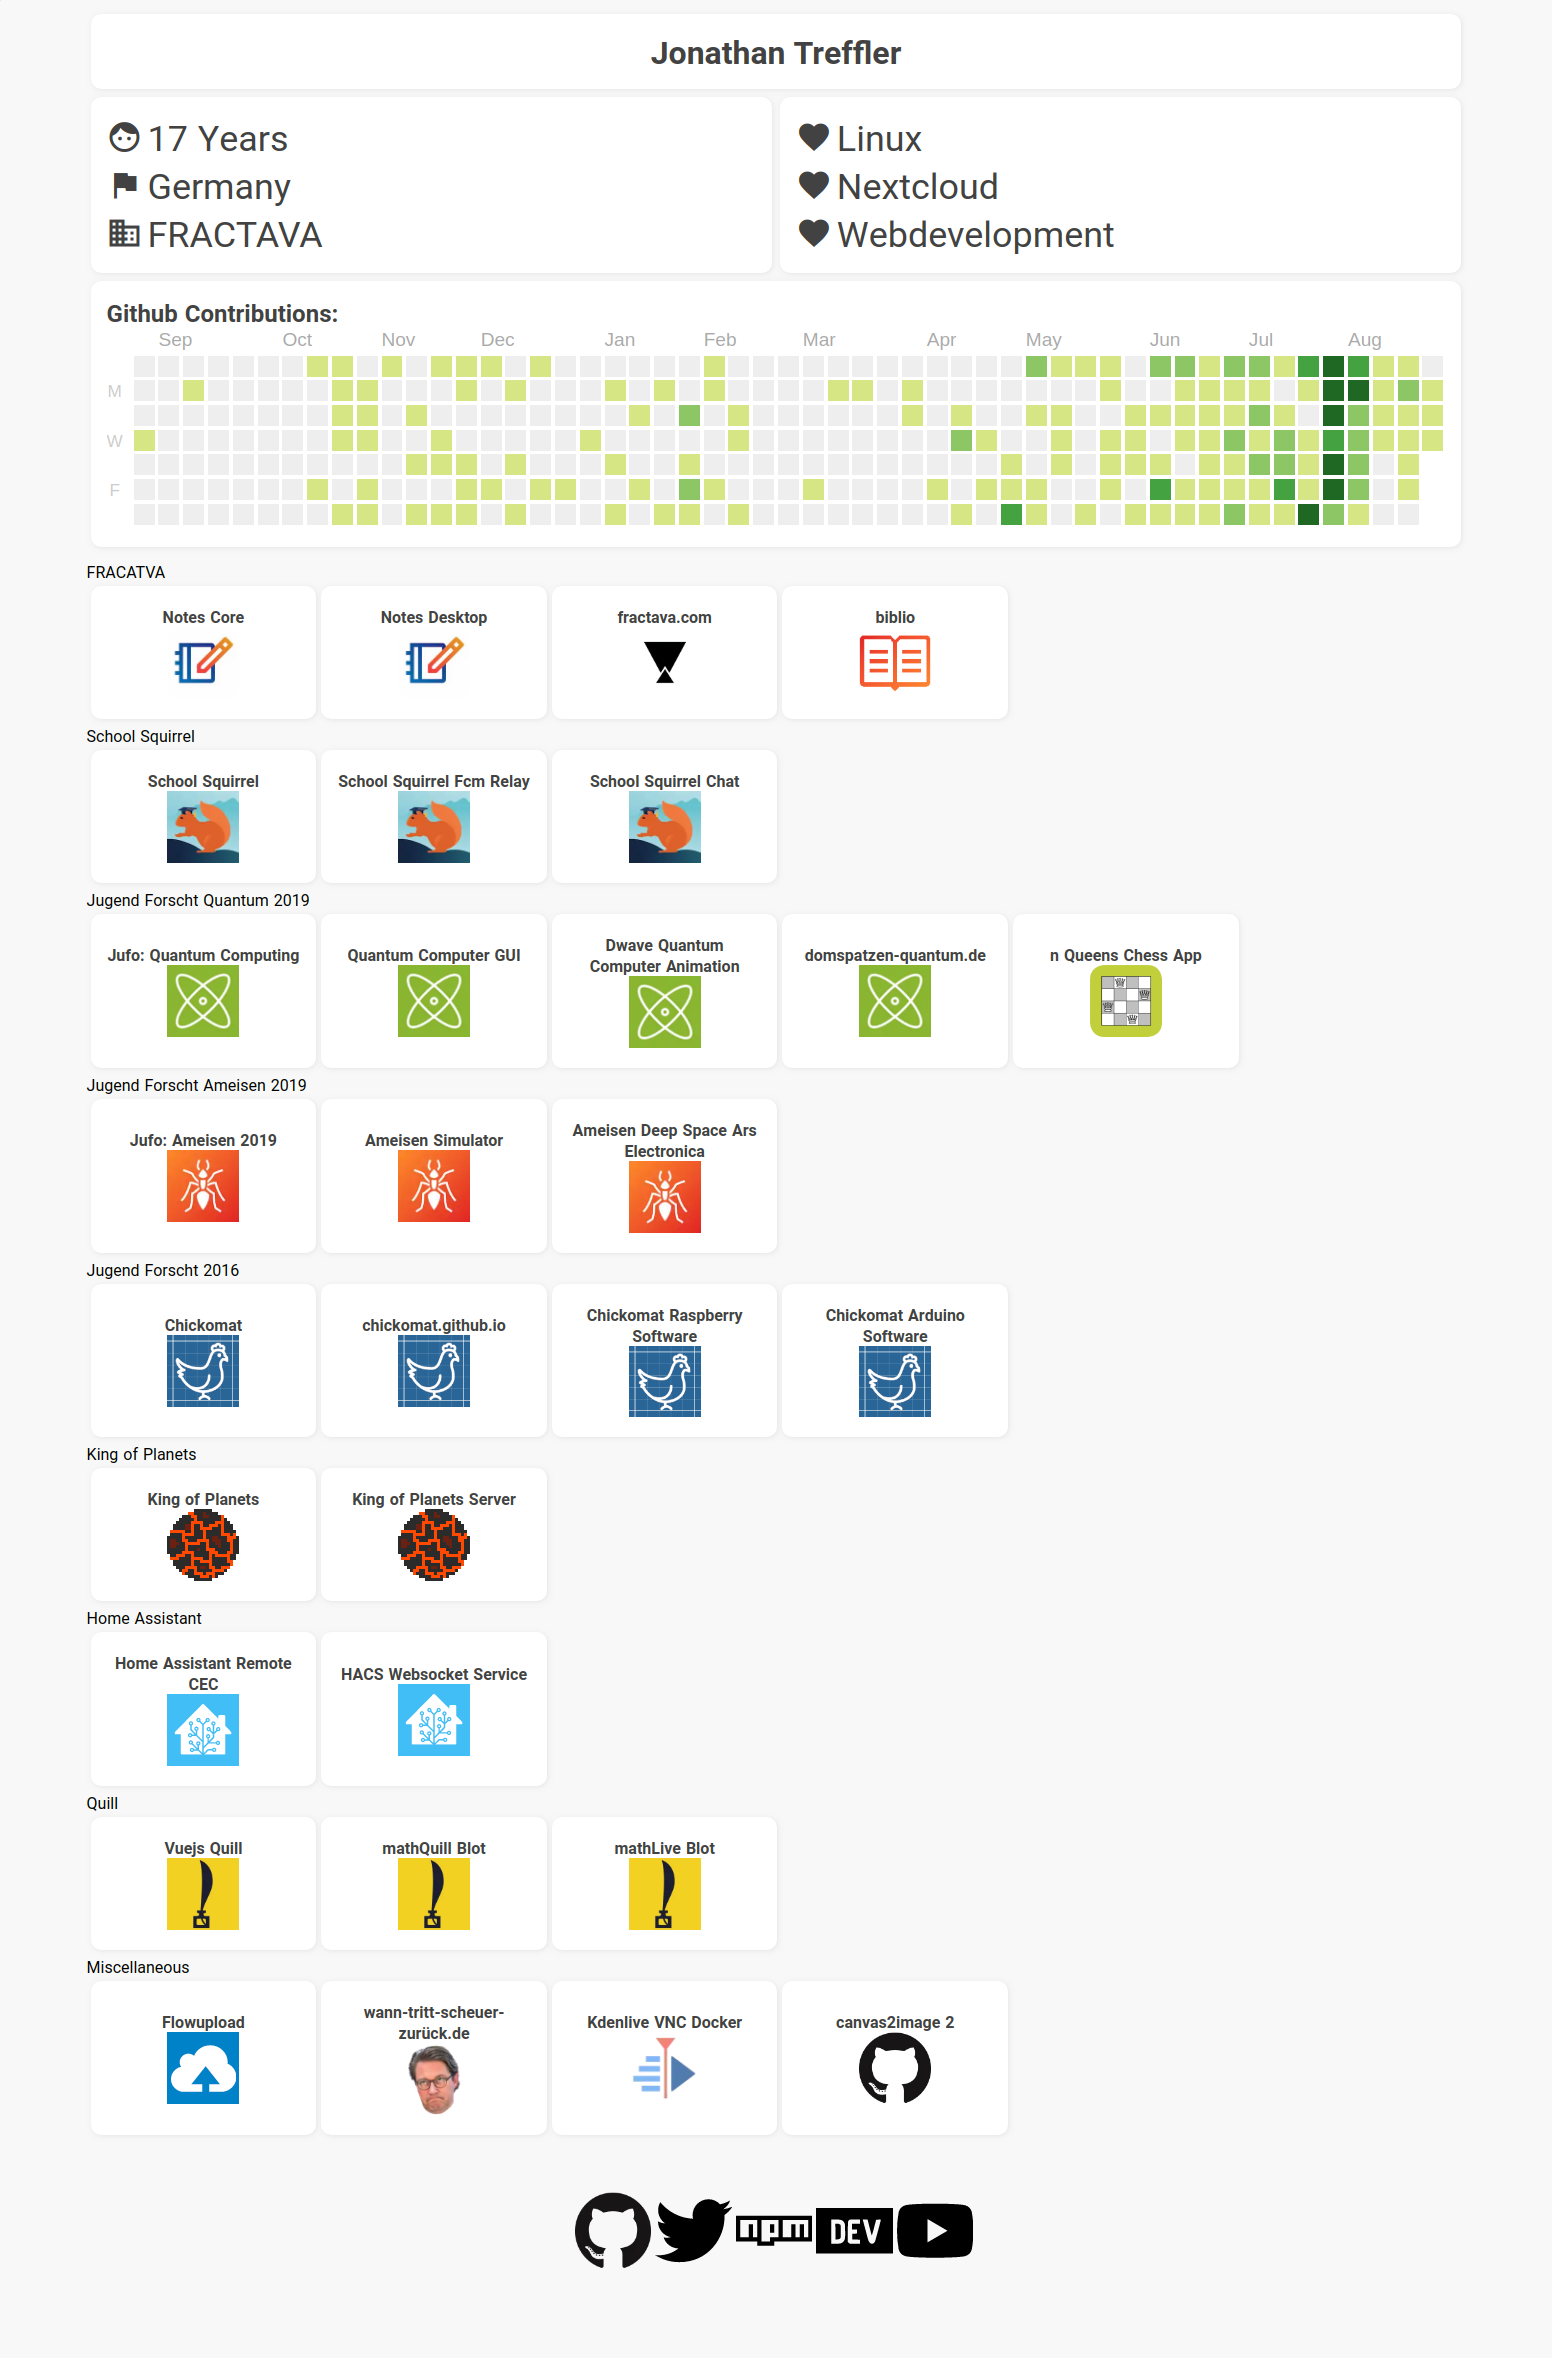 Jonathan Treffler
17 Years
Germany
FRACTAVA
Linux
Nextcloud
Webdevelopment
Github Contributions:
Sep Oct Nov Dec Jan Feb Mar Apr May Jun Jul Aug
M
W
F
FRACATVA
Notes Core
Notes Desktop
fractava.com
biblio
School Squirrel
School Squirrel
School Squirrel Fcm Relay
School Squirrel Chat
Jugend Forscht Quantum 2019
Jufo: Quantum Computing
Quantum Computer GUI
Dwave Quantum
Computer Animation
domspatzen-quantum.de
n Queens Chess App
Jugend Forscht Ameisen 2019
Jufo: Ameisen 2019
Ameisen Simulator
Ameisen Deep Space Ars
Electronica
Jugend Forscht 2016
Chickomat
chickomat.github.io
Chickomat Raspberry
Software
Chickomat Arduino
Software
King of Planets
King of Planets
King of Planets Server
Home Assistant
Home Assistant Remote
CEC
HACS Websocket Service
Quill
Vuejs Quill
mathQuill Blot
mathLive Blot
Miscellaneous
Flowupload
wann-tritt-scheuer-
zurück.de
Kdenlive VNC Docker
canvas2image 2
npm
DEV